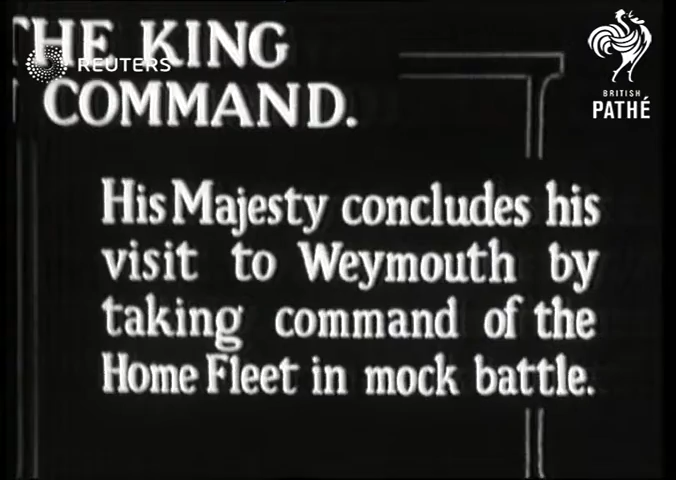 THE KING
REUTERS
COMMAND.
BRITISH
PATHÉ
His Majesty concludes his
visit to Weymouth by
taking command of the
Home Fleet in mock battle.